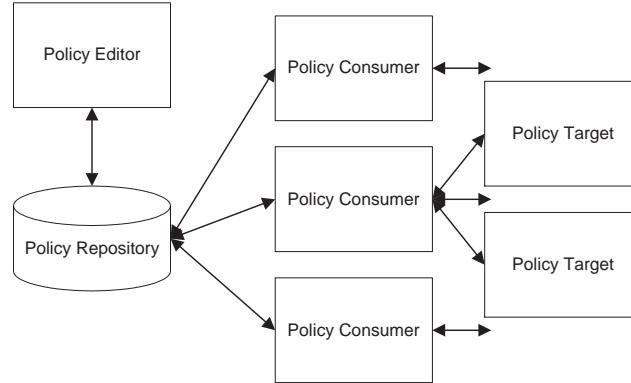 Policy Editor
Policy Repository
Policy Consumer
Policy Consumer
Policy Consumer
Policy Target
Policy Target